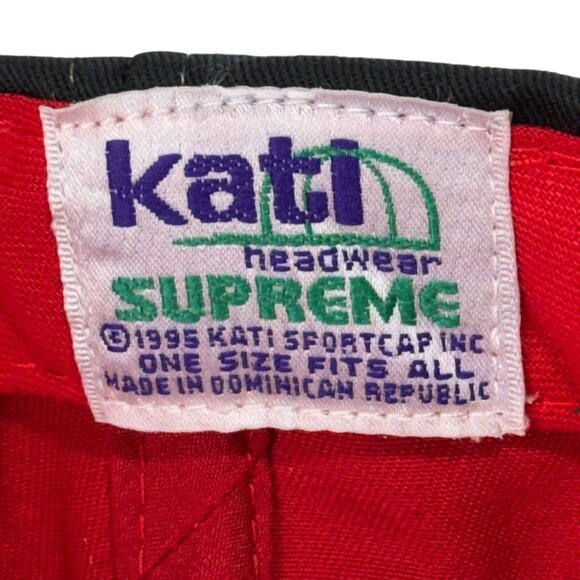 kati
headwear
SUPREME
© 1995 KATI SPORTCAP INC
ONE SIZE FITS ALL
MADE IN DOMINICAN REPUBLIC